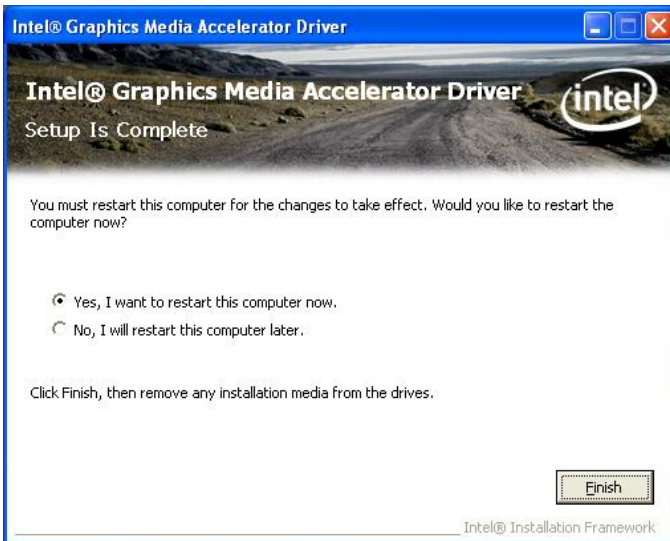 Intel® Graphics Media Accelerator Driver
Intel® Graphics Media Accelerator Driver
intel
Setup Is Complete
You must restart this computer for the changes to take effect. Would you like to restart the
computer now?
Yes, I want to restart this computer now.
No, I will restart this computer later.
Click Finish, then remove any installation media from the drives.
Finish
Intel® Installation Framework